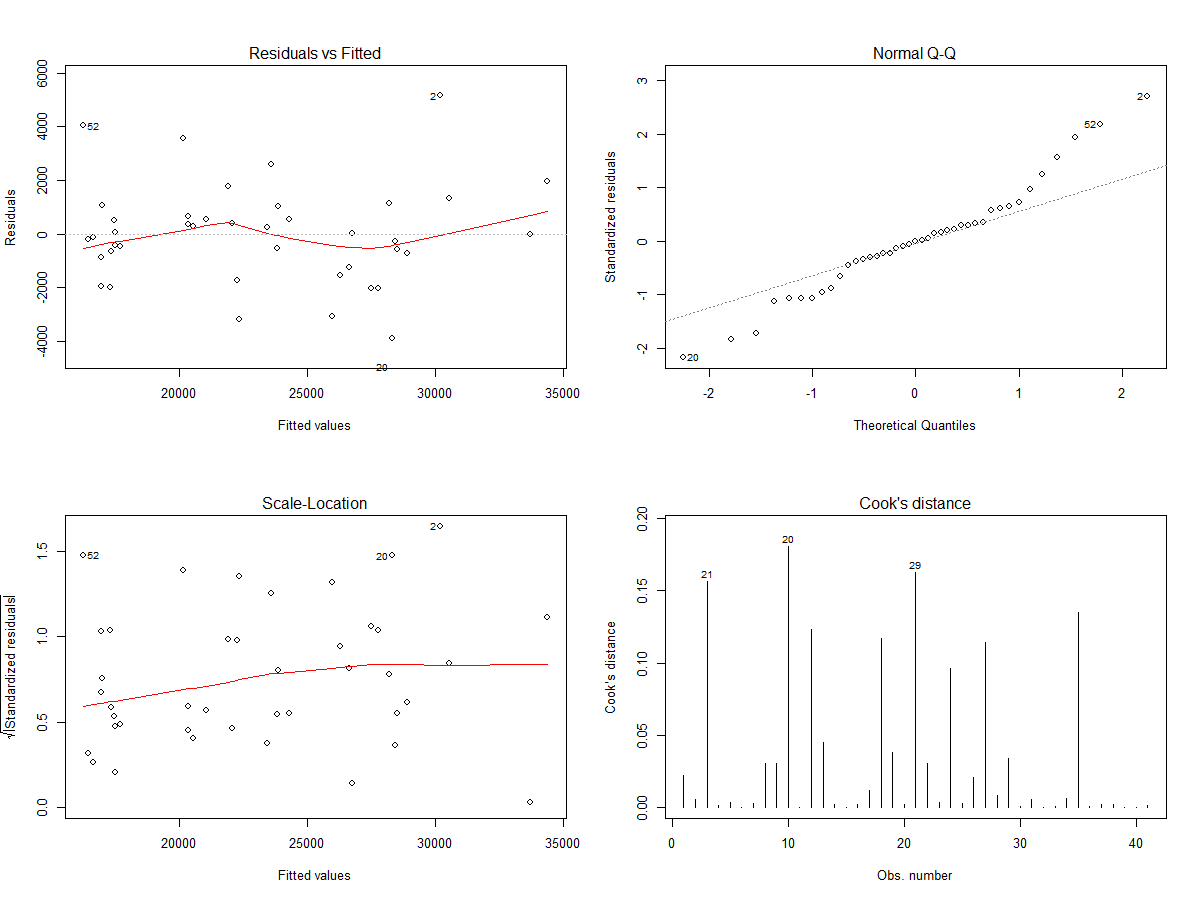 Residuals vs Fitted
6000
4000
2000
0
-2000
-4000
Residuals
52
2
20
20000 25000 30000 35000
Fitted values
Normal Q-Q
3
2
1
0
-1
-2
Standardized residuals
2
52
20
-2 -1 0 1 2
Theoretical Quantiles
Scale-Location
1.5
1.0
0.5
0.0
√|Standardized residuals|
2
52
20
20000 25000 30000 35000
Fitted values
Cook's distance
0.20
0.15
0.10
0.05
0.00
Cook's distance
20
29
21
0 10 20 30 40
Obs. number